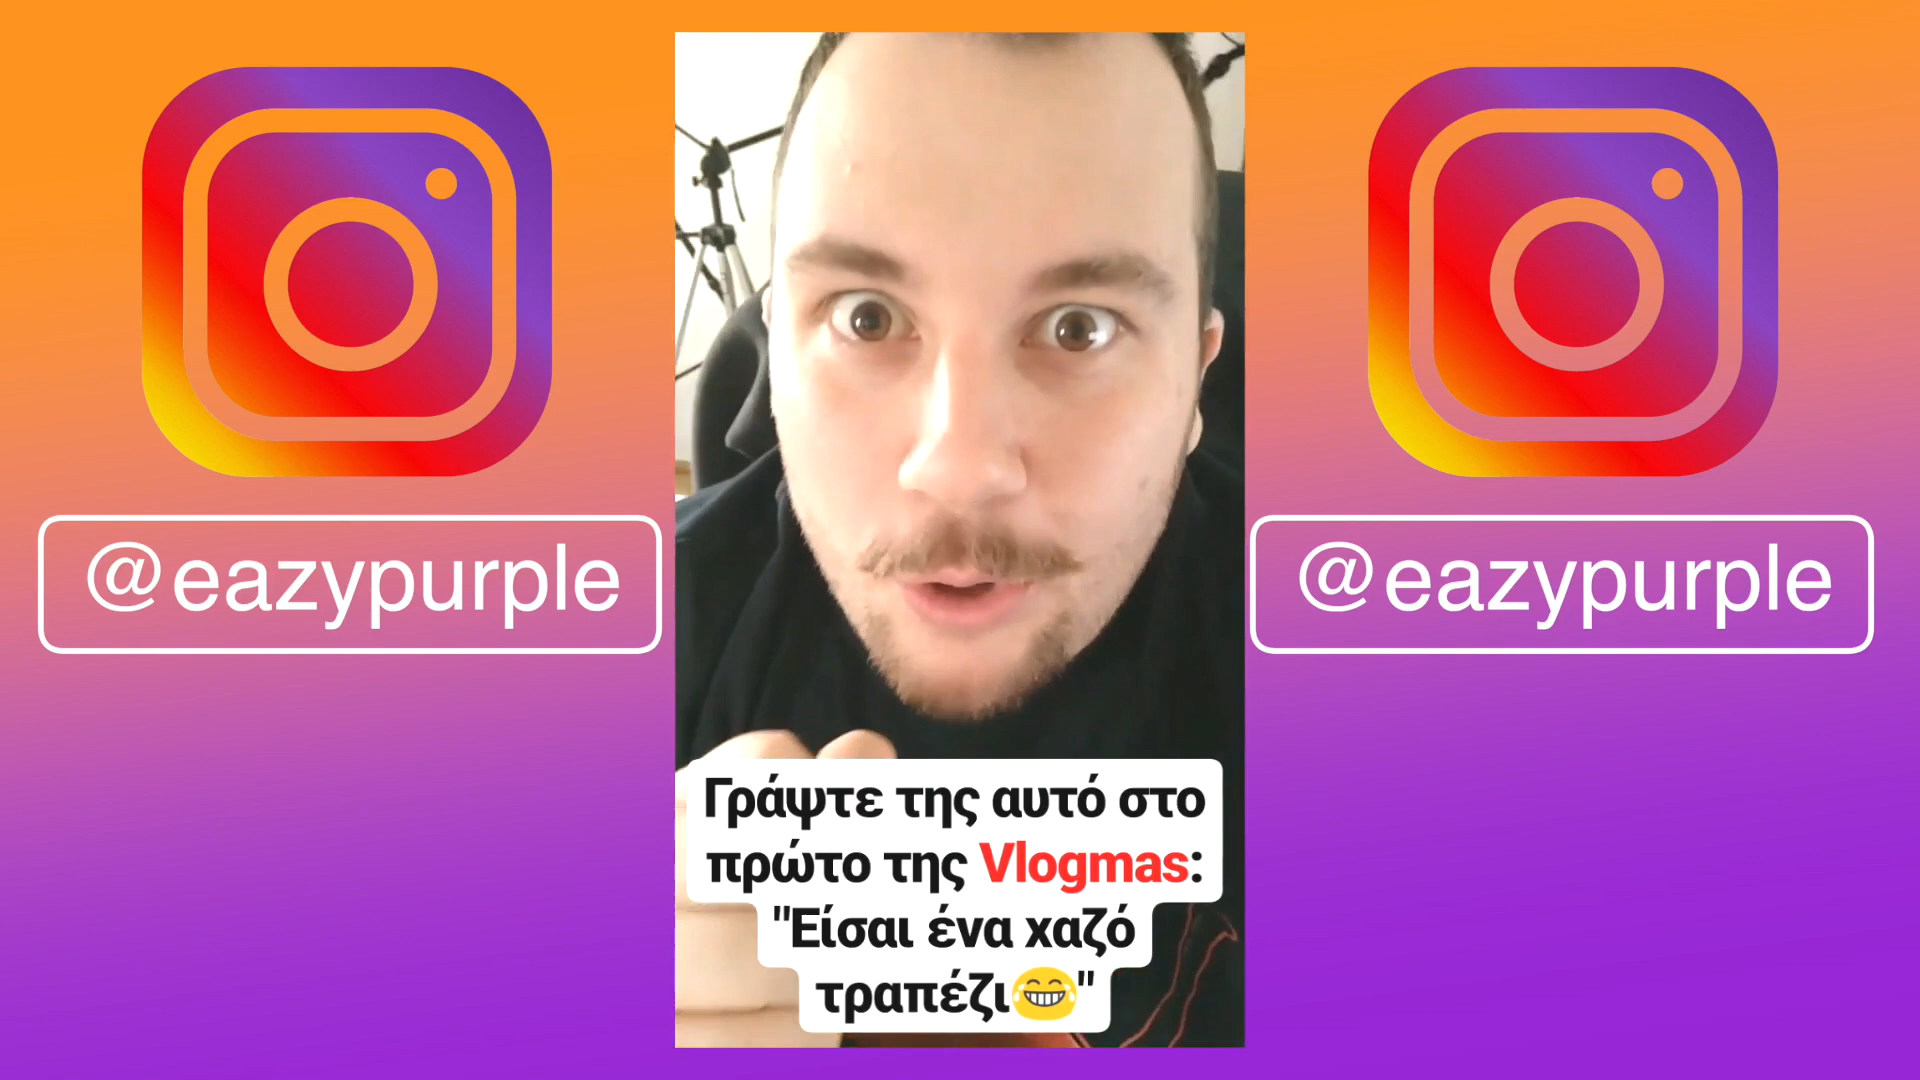 @eazypurple
Γράψτε της αυτό στο
πρώτο της Vlogmas:
"Είσαι ένα χαζό
τραπέζι😂"
@eazypurple